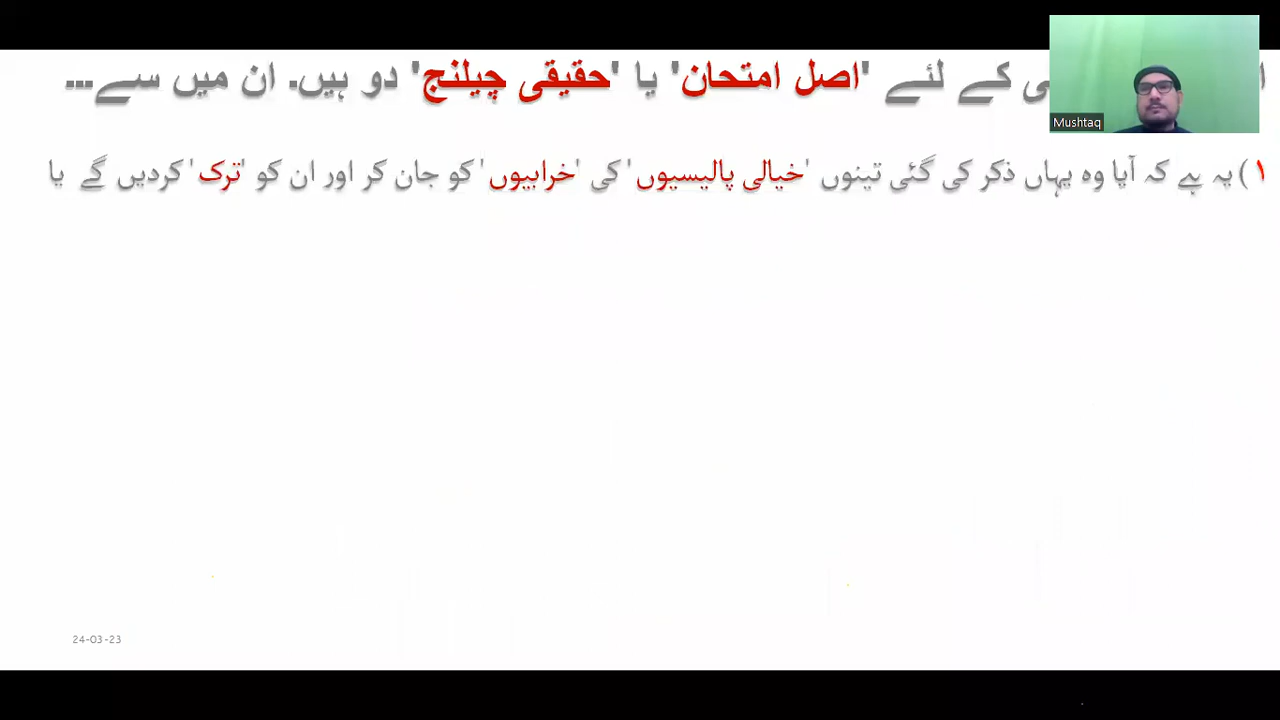 کے لئے 'اصل امتحان' یا 'حقیقی چیلنج' دو ہیں. ان میں سے...
Mushtaq
۱) یہ ہے کہ آیا وہ یہاں ذکر کی گئی تینوں 'خیالی پالیسیوں' کی 'خرابیوں' کو جان کر اور ان کو 'ترک' کردیں گے یا
24-03-23